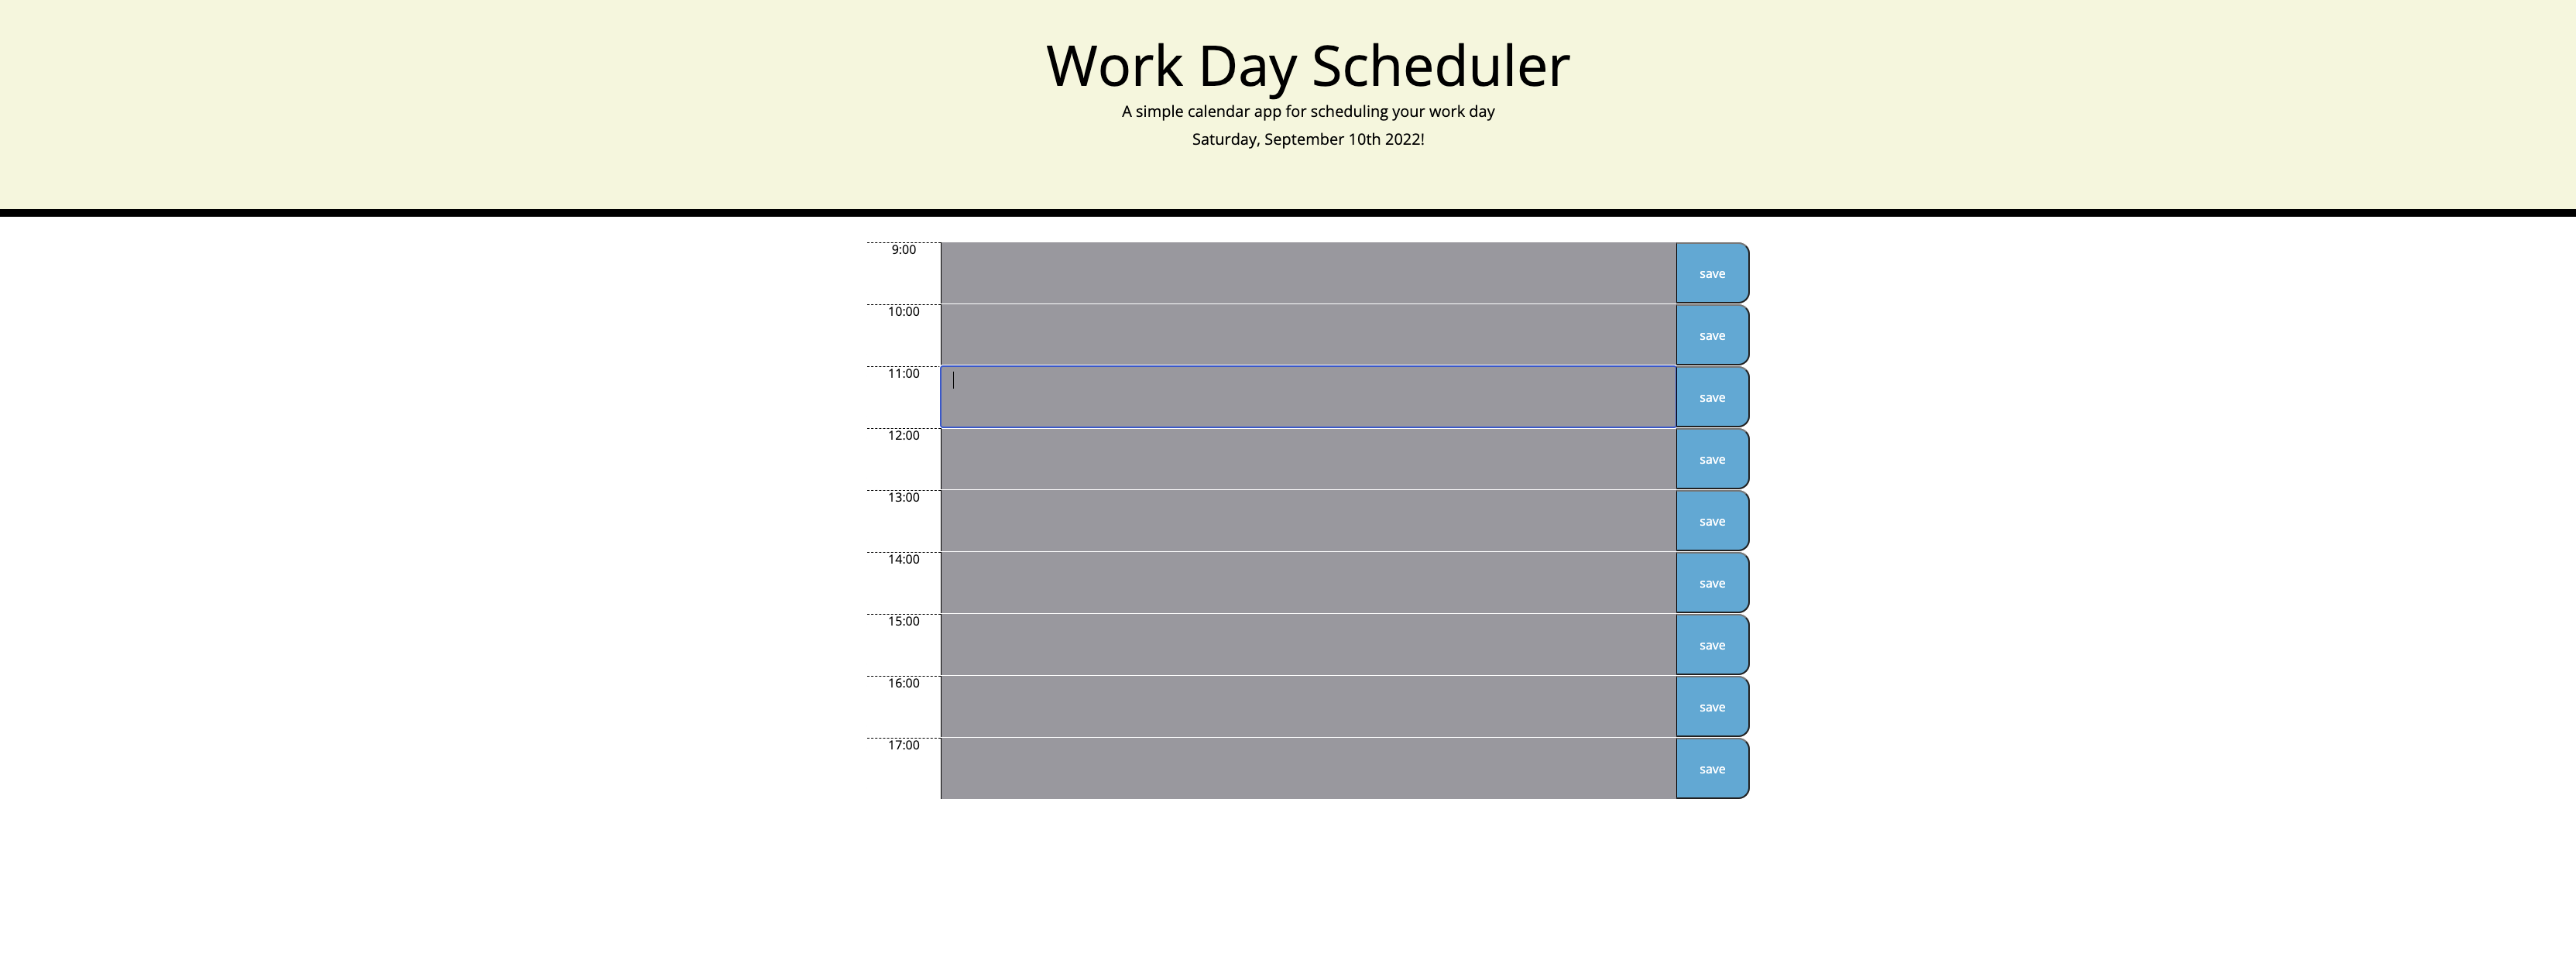 Work Day Scheduler
A simple calendar app for scheduling your work day
Saturday, September 10th 2022!
9:00 save
10:00 save
11:00 save
12:00 save
13:00 save
14:00 save
15:00 save
16:00 save
17:00 save